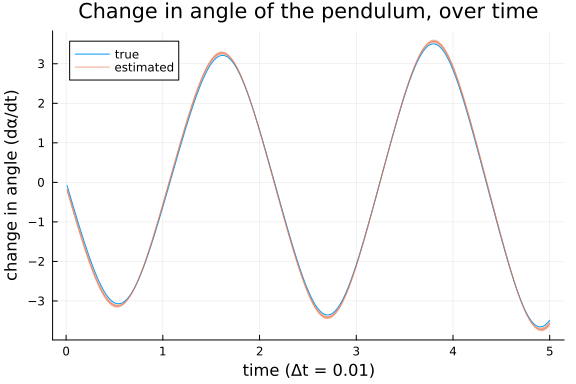 Change in angle of the pendulum, over time
true
estimated
change in angle (dα/dt)
3
2
1
0
−1
−2
−3
0
1
2
3
4
5
time (Δt = 0.01)